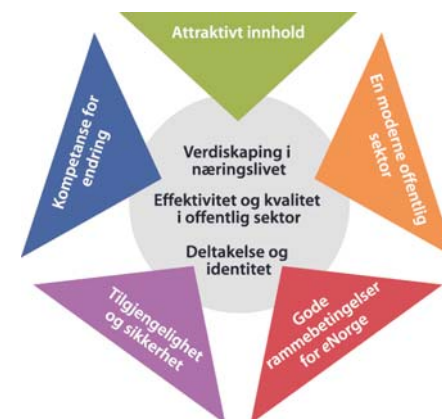 Attraktivt innhold
Kompetanse for
endring
En moderne offentlig
sektor
Verdiskaping i
næringslivet
Effektivitet og kvalitet
i offentlig sektor
Deltakelse og
identitet
Tilgjengelighet
og sikkerhet
Gode
rammebetingelser
for eNorge